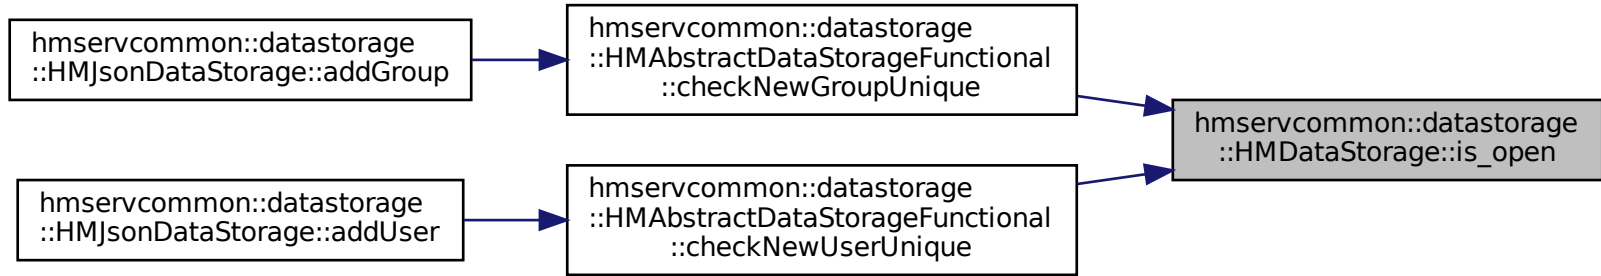 hmservcommon::datastorage
::HMJsonDataStorage::addGroup
hmservcommon::datastorage
::HMAbstractDataStorageFunctional
::checkNewGroupUnique
hmservcommon::datastorage
::HMDataStorage::is_open
hmservcommon::datastorage
::HMJsonDataStorage::addUser
hmservcommon::datastorage
::HMAbstractDataStorageFunctional
::checkNewUserUnique